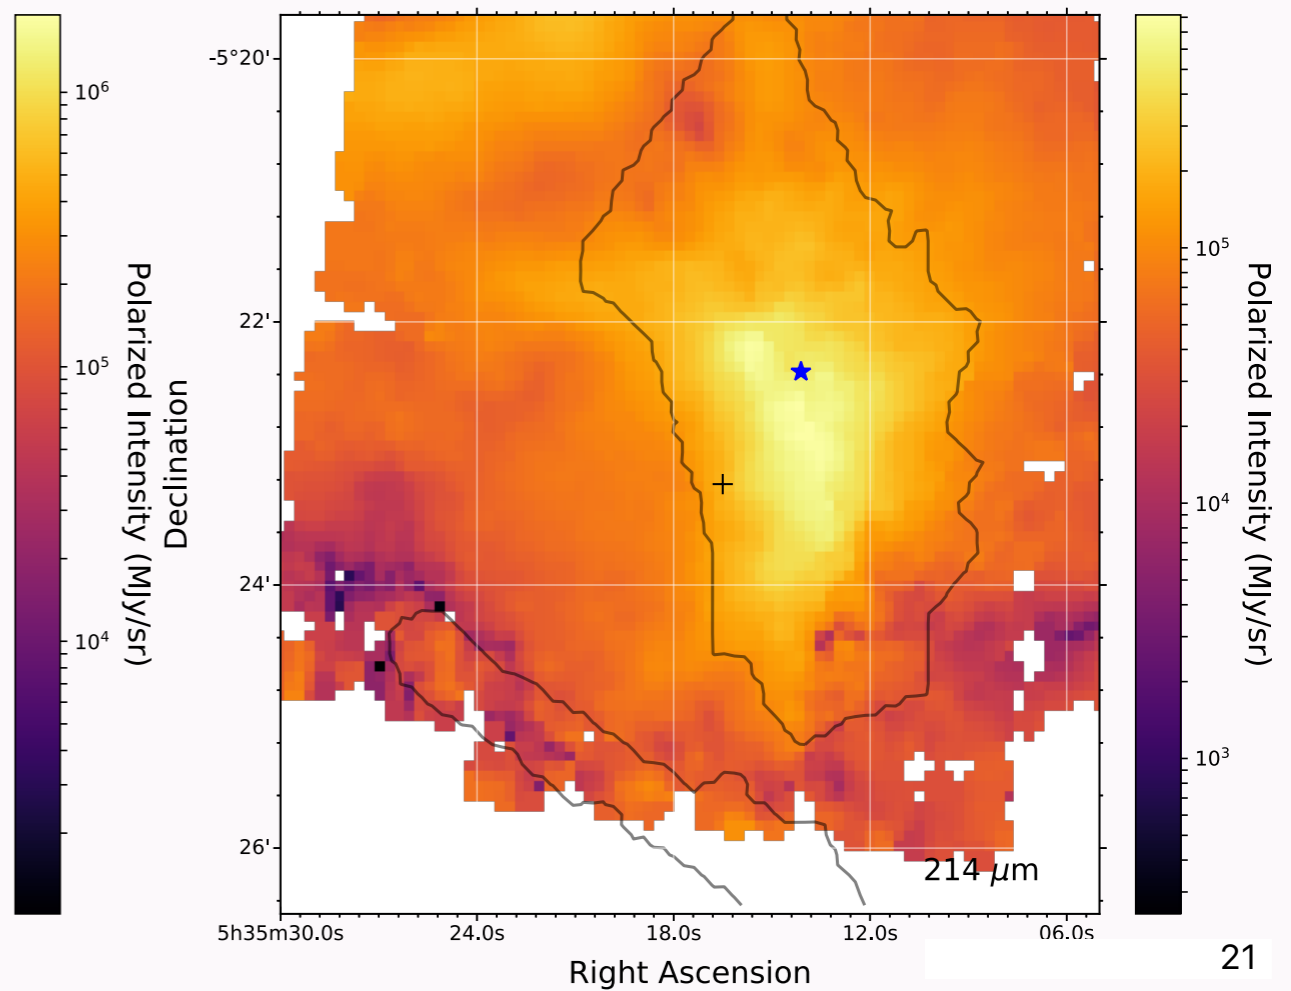 10⁶
10⁵
10⁴
Polarized Intensity (MJy/sr)
Declination
-5°20'
22'
24'
26'
214 μm
5h35m30.0s 24.0s 18.0s 12.0s 06.0s
Right Ascension
10⁵
10⁴
10³
Polarized Intensity (MJy/sr)
21